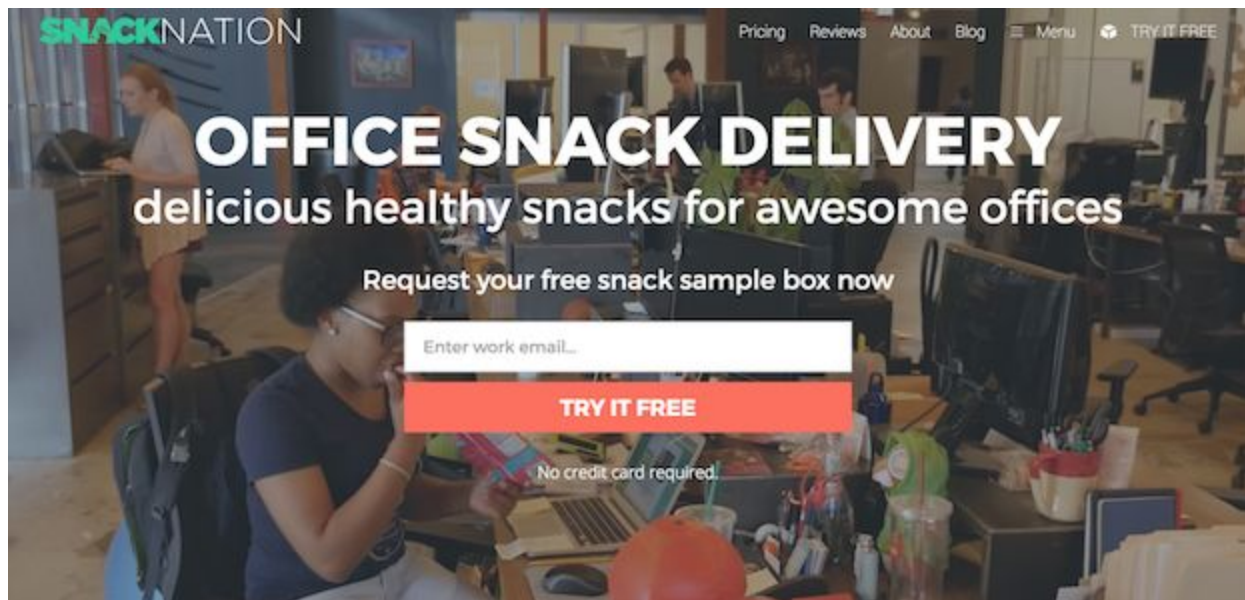 SNACKNATION
Pricing Reviews About Blog Menu TRY IT FREE
OFFICE SNACK DELIVERY
delicious healthy snacks for awesome offices
Request your free snack sample box now
Enter work email...
TRY IT FREE
No credit card required.